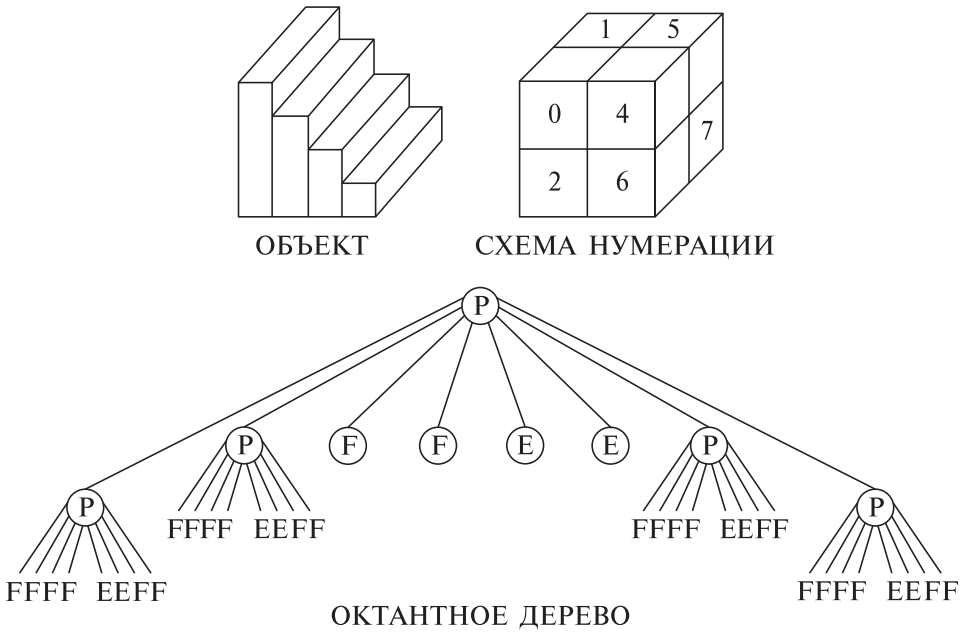 1 5
0 4
7
2 6
ОБЪЕКТ СХЕМА НУМЕРАЦИИ
P
P F F E E P
P FFFF EEFF FFFF EEFF P
FFFF EEFF FFFF EEFF
ОКТАНТНОЕ ДЕРЕВО